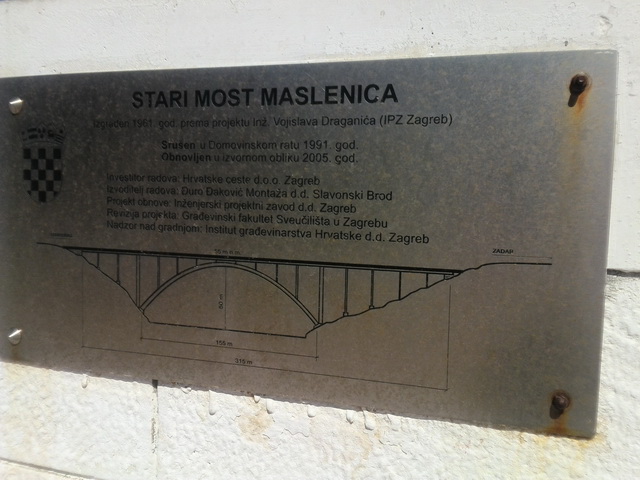 STARI MOST MASLENICA
Izgrađen 1961. god. prema projektu inž. Vojislava Draganića (IPZ Zagreb)
Srušen u Domovinskom ratu 1991. god.
Obnovljen u izvornom obliku 2005. god.
Investitor radova: Hrvatske ceste d.o.o. Zagreb
Izvoditelj radova: Đuro Đaković Montaža d.d. Slavonski Brod
Projekt obnove: Inženjerski projektni zavod d.d. Zagreb
Revizija projekta: Građevinski fakultet Sveučilišta u Zagrebu
Nadzor nad gradnjom: Institut građevinarstva Hrvatske d.d. Zagreb
ZADAR
155 m
315 m